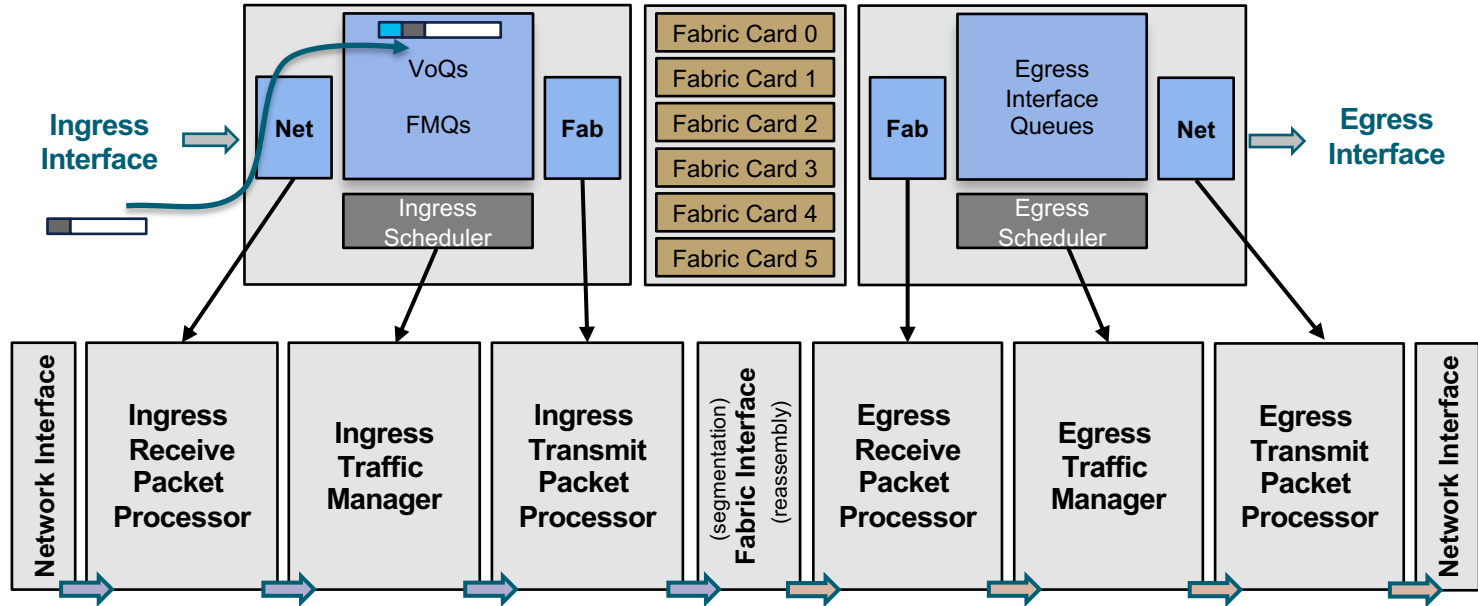 Ingress
Interface
Net
VoQs
FMQs
Fab
Ingress
Scheduler
Fabric Card 0
Fabric Card 1
Fabric Card 2
Fabric Card 3
Fabric Card 4
Fabric Card 5
Fab
Egress
Interface
Queues
Net
Egress
Scheduler
Egress
Interface
Network Interface
Ingress
Receive
Packet
Processor
Ingress
Traffic
Manager
Ingress
Transmit
Packet
Processor
(segmentation)
Fabric Interface
(reassembly)
Egress
Receive
Packet
Processor
Egress
Traffic
Manager
Egress
Transmit
Packet
Processor
Network Interface